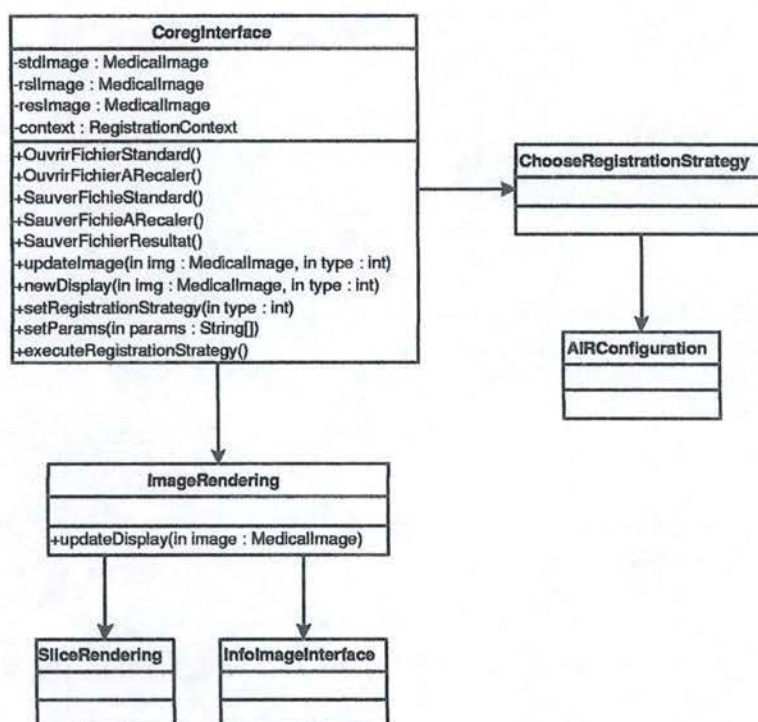 CoregInterface
-stdImage : MedicalImage
-rslImage : MedicalImage
-resImage : MedicalImage
-context : RegistrationContext
+OuvrirFichierStandard()
+OuvrirFichierARecaler()
+SauverFichieStandard()
+SauverFichieARecaler()
+SauverFichierResultat()
+updateImage(in img : MedicalImage, in type : int)
+newDisplay(in img : MedicalImage, in type : int)
+setRegistrationStrategy(in type : int)
+setParams(in params : String[])
+executeRegistrationStrategy()
ChooseRegistrationStrategy
AIRConfiguration
ImageRendering
+updateDisplay(in image : MedicalImage)
SliceRendering
InfoImageInterface